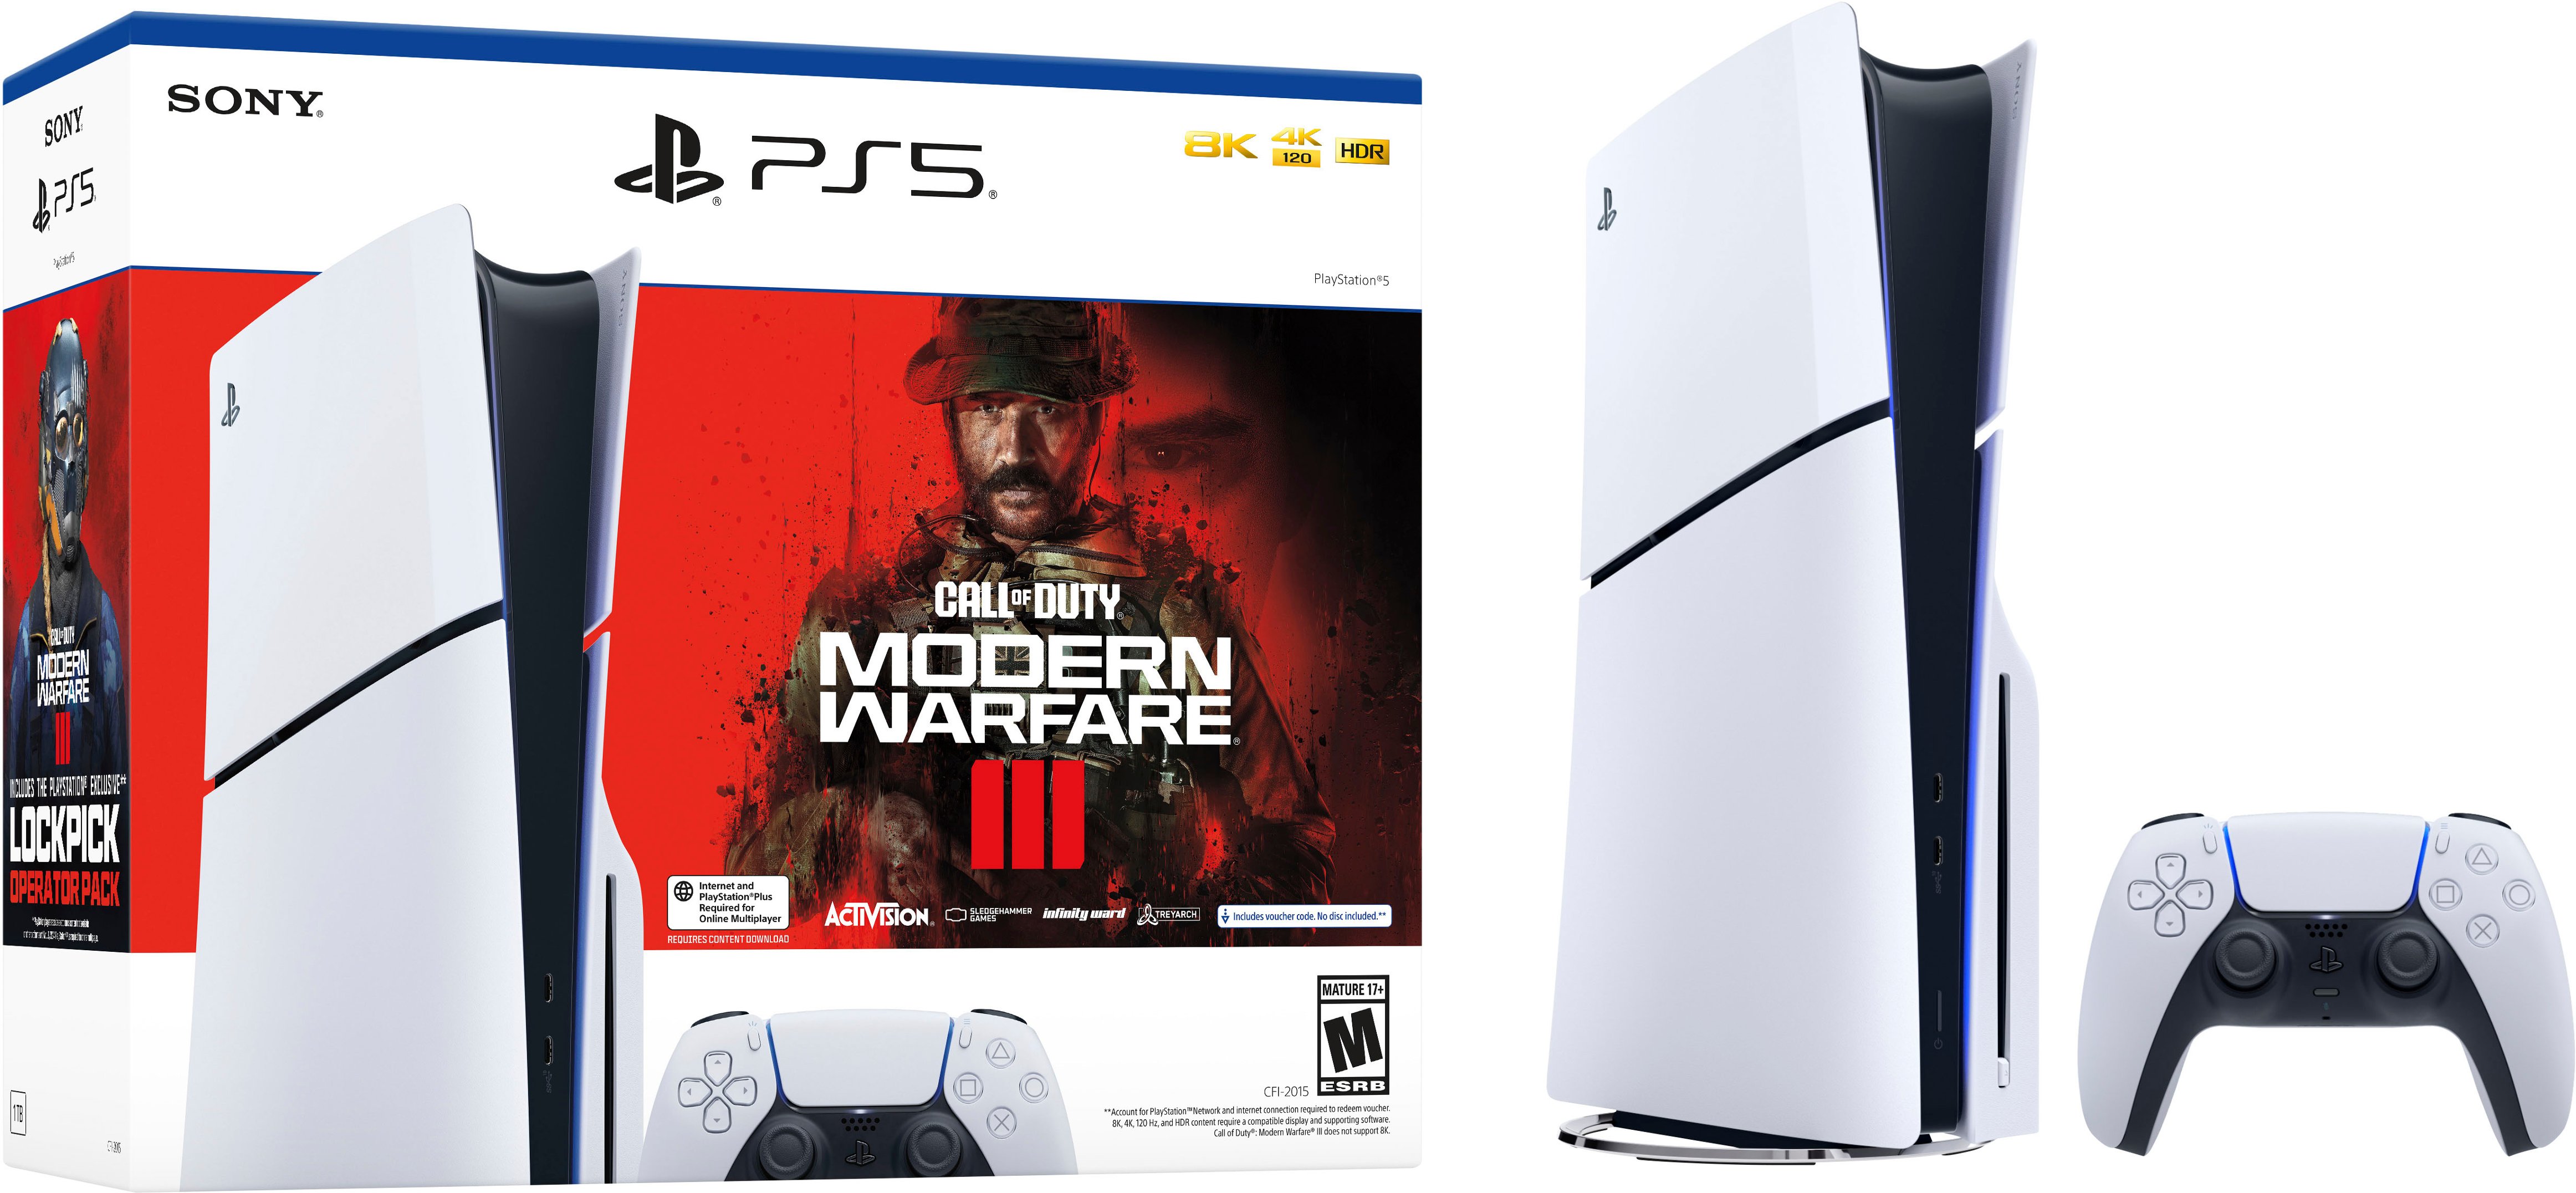 SONY
PS5
PlayStation®5
CALL OF DUTY
MODERN
WARFARE
III
INCLUDES THE PLAYSTATION® EXCLUSIVE**
LOCKPICK
OPERATOR PACK
1TB
SONY®
PS5®
8K
4K
120
HDR
PlayStation®5
SONY
CALL OF DUTY®
MODERN
WARFARE®
III
Internet and
PlayStation®Plus
Required for
Online Multiplayer
REQUIRES CONTENT DOWNLOAD
ACTIVISION®
SLEDGEHAMMER
GAMES
infinity ward
TREYARCH
Includes voucher code. No disc included.**
MATURE 17+
M
ESRB
CFI-2015
**Account for PlayStation™Network and internet connection required to redeem voucher.
8K, 4K, 120 Hz, and HDR content require a compatible display and supporting software.
Call of Duty®: Modern Warfare® III does not support 8K.
SONY